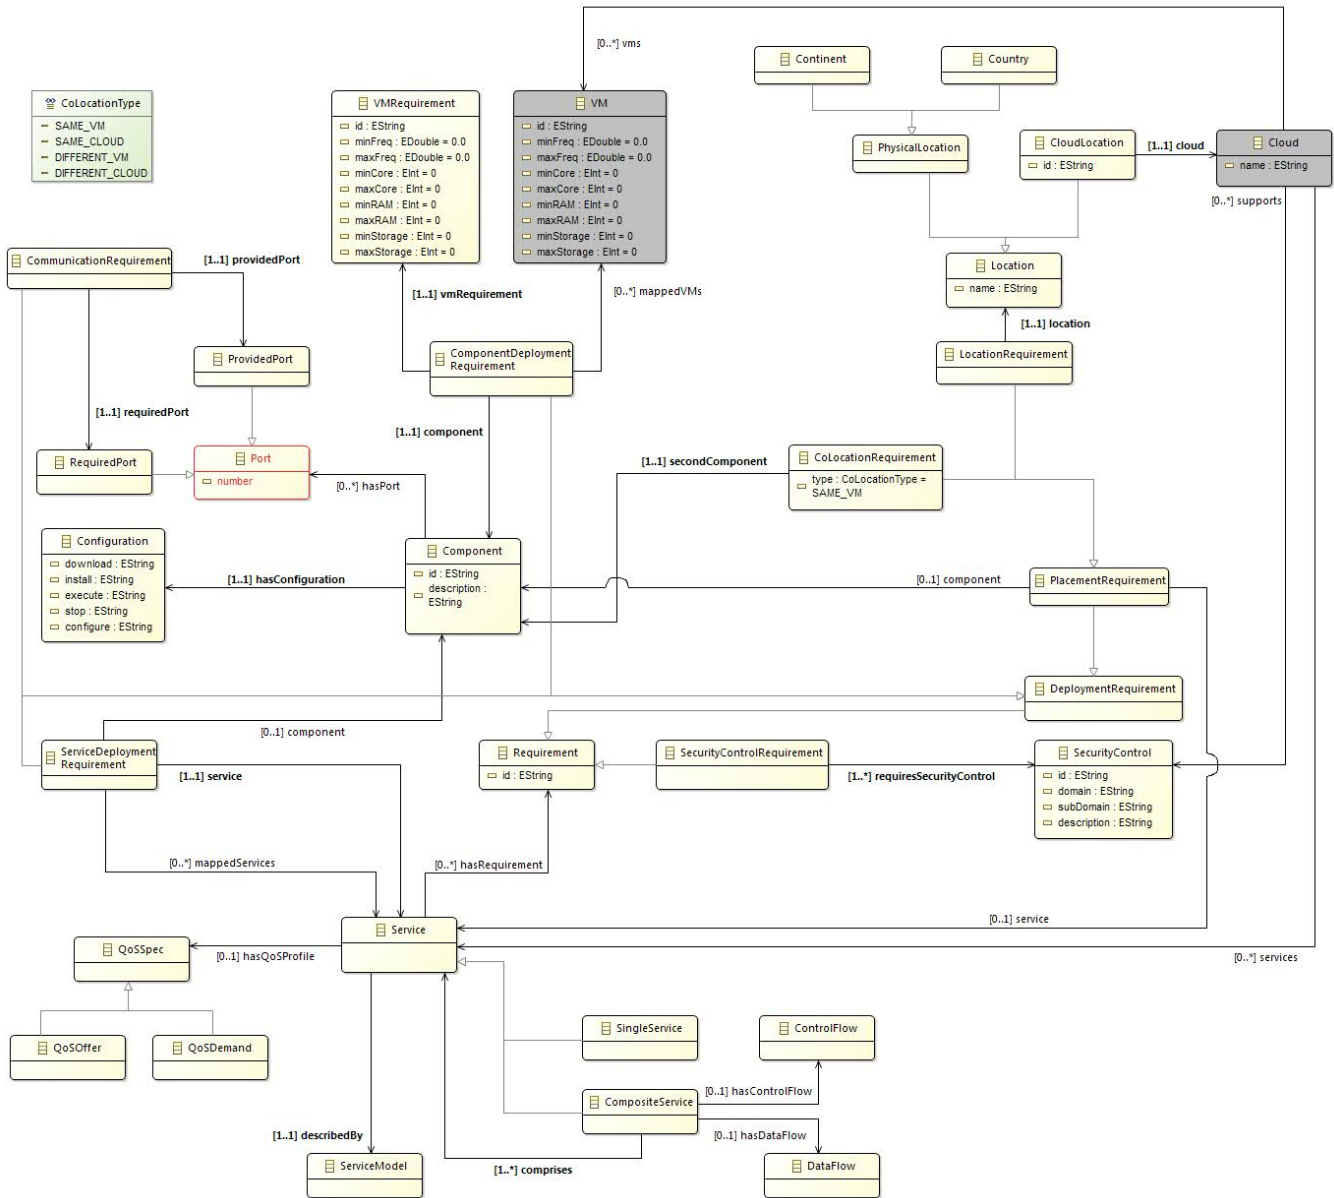 [0..*] vms
Continent
Country
CoLocationType
SAME_VM
SAME_CLOUD
DIFFERENT_VM
DIFFERENT_CLOUD
VMRequirement
id : EString
minFreq : EDouble = 0.0
maxFreq : EDouble = 0.0
minCore : EInt = 0
maxCore : EInt = 0
minRAM : EInt = 0
maxRAM : EInt = 0
minStorage : EInt = 0
maxStorage : EInt = 0
VM
id : EString
minFreq : EDouble = 0.0
maxFreq : EDouble = 0.0
minCore : EInt = 0
maxCore : EInt = 0
minRAM : EInt = 0
maxRAM : EInt = 0
minStorage : EInt = 0
maxStorage : EInt = 0
PhysicalLocation
CloudLocation
id : EString
[1..1] cloud
Cloud
name : EString
[0..*] supports
CommunicationRequirement
[1..1] providedPort
[1..1] vmRequirement
[0..*] mappedVMs
Location
name : EString
[1..1] location
ProvidedPort
ComponentDeployment
Requirement
LocationRequirement
[1..1] requiredPort
[1..1] component
RequiredPort
Port
number
[0..*] hasPort
[1..1] secondComponent
CoLocationRequirement
type : CoLocationType =
SAME_VM
Configuration
download : EString
install : EString
execute : EString
stop : EString
configure : EString
[1..1] hasConfiguration
Component
id : EString
description :
EString
[0..1] component
PlacementRequirement
DeploymentRequirement
[0..1] component
ServiceDeployment
Requirement
[1..1] service
Requirement
id : EString
SecurityControlRequirement
[1..*] requiresSecurityControl
SecurityControl
id : EString
domain : EString
subDomain : EString
description : EString
[0..*] mappedServices
[0..*] hasRequirement
[0..1] service
Service
QoSSpec
[0..1] hasQoSProfile
[0..*] services
QoSOffer
QoSDemand
SingleService
ControlFlow
[0..1] hasControlFlow
CompositeService
[0..1] hasDataFlow
[1..1] describedBy
[1..*] comprises
ServiceModel
DataFlow